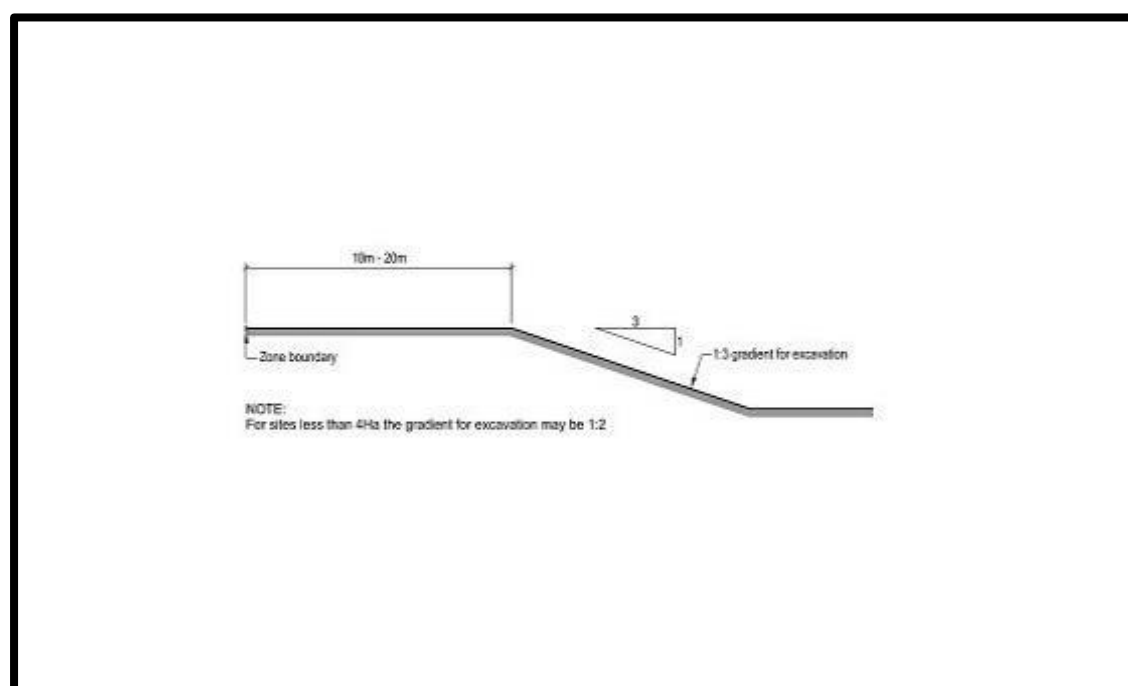 18m - 20m
3
1
Zone boundary
1:3 gradient for excavation
NOTE:
For sites less than 4Ha the gradient for excavation may be 1:2